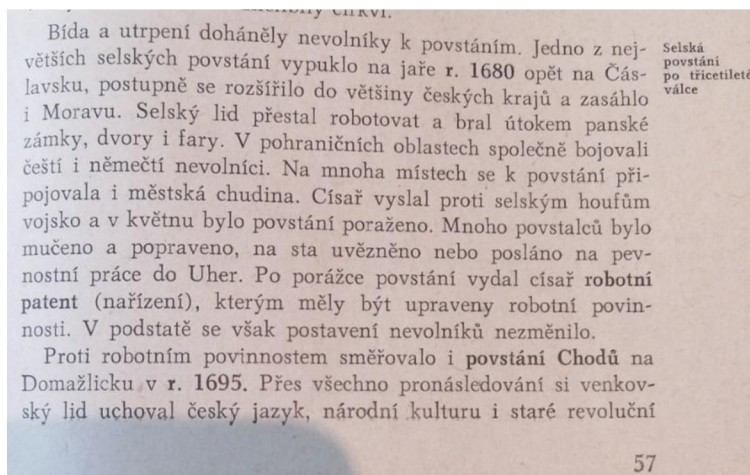 církví.
Bída a utrpení doháněly nevolníky k povstáním. Jedno z nej-
větších selských povstání vypuklo na jaře r. 1680 opět na Čás-
lavsku, postupně se rozšířilo do většiny českých krajů a zasáhlo
i Moravu. Selský lid přestal robotovat a bral útokem panské
zámky, dvory i fary. V pohraničních oblastech společně bojovali
čeští i němečtí nevolníci. Na mnoha místech se k povstání při-
pojovala i městská chudina. Císař vyslal proti selským houfům
vojsko a v květnu bylo povstání poraženo. Mnoho povstalců bylo
mučeno a popraveno, na sta uvězněno nebo posláno na pev-
nostní práce do Uher. Po porážce povstání vydal císař robotní
patent (nařízení), kterým měly být upraveny robotní povin-
nosti. V podstatě se však postavení nevolníků nezměnilo.
Proti robotním povinnostem směřovalo i povstání Chodů na
Domažlicku v r. 1695. Přes všechno pronásledování si venkov-
ský lid uchoval český jazyk, národní kulturu i staré revoluční
Selská
povstání
po třicetileté
válce
57